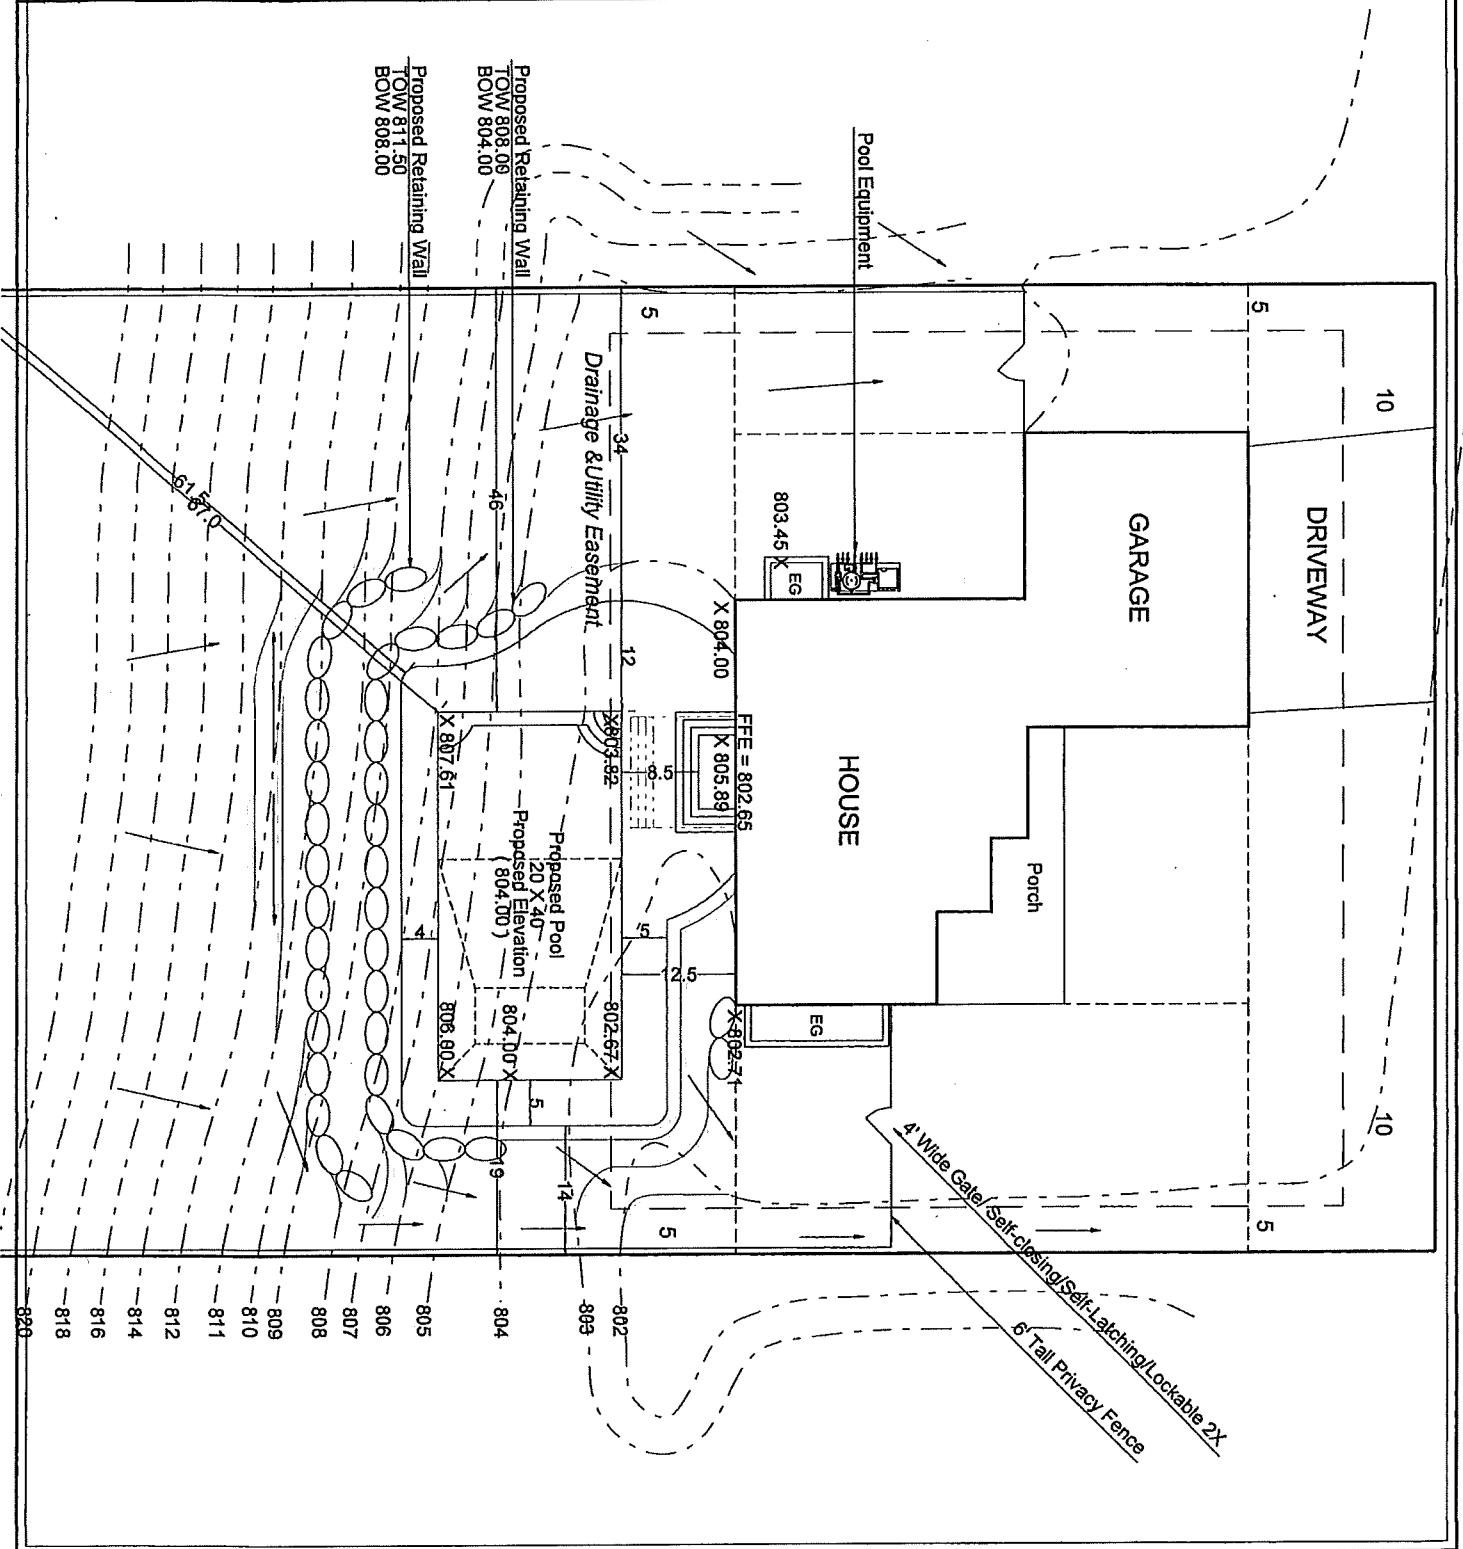 Proposed Retaining Wall
TOW 811.50
BOW 808.00
Proposed Retaining Wall
TOW 808.00
BOW 804.00
Pool Equipment
5
5
10
Drainage & Utility Easement
34
46
12
61.5
67.0
803.45 X
EG
X 804.00
GARAGE
DRIVEWAY
HOUSE
Porch
FFE = 802.65
X 805.89
8.5
X 803.82
X 807.61
Proposed Pool
20 X 40
Proposed Elevation
( 804.00 )
4
5
12.5
802.67 X
804.00 X
806.00 X
X 802.71
EG
5
19
14
5
5
10
4' Wide Gate/ Self-closing/Self-Latching/Lockable 2X
6' Tall Privacy Fence
802
803
804
805
806
807
808
809
810
811
812
814
816
818
820